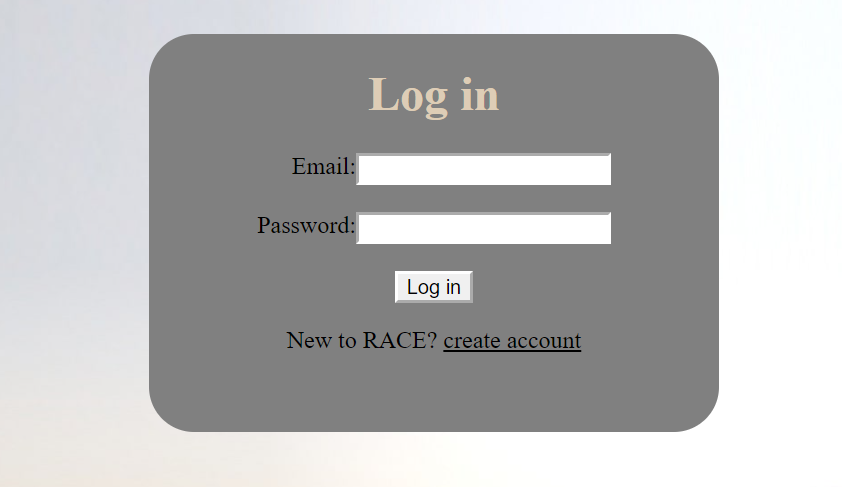 Log in
Email:
Password:
Log in
New to RACE? create account